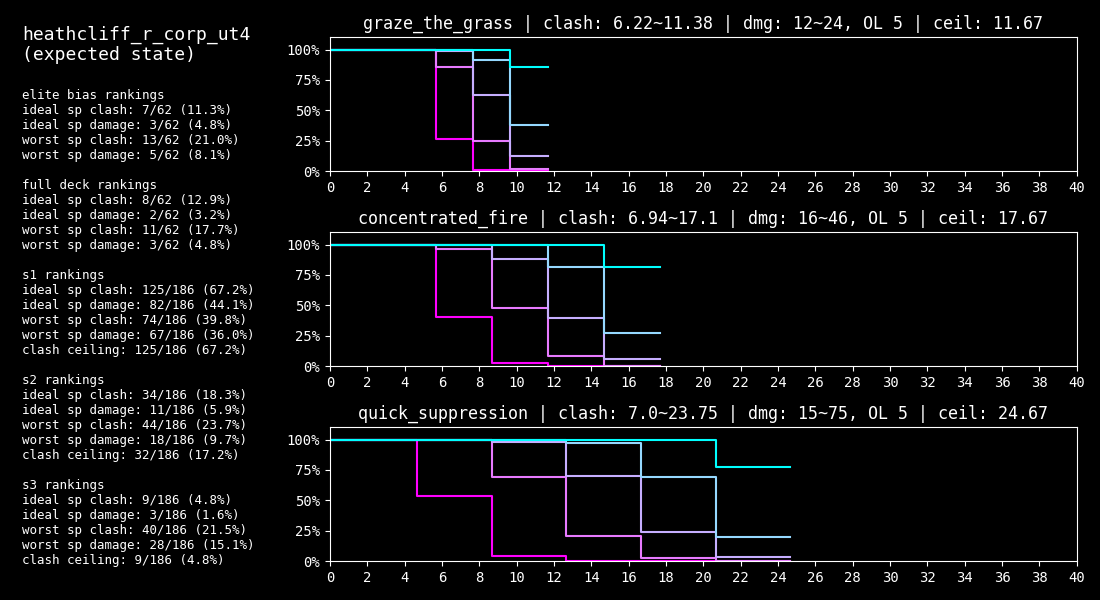 heathcliff_r_corp_ut4
(expected state)
elite bias rankings
ideal sp clash: 7/62 (11.3%)
ideal sp damage: 3/62 (4.8%)
worst sp clash: 13/62 (21.0%)
worst sp damage: 5/62 (8.1%)
full deck rankings
ideal sp clash: 8/62 (12.9%)
ideal sp damage: 2/62 (3.2%)
worst sp clash: 11/62 (17.7%)
worst sp damage: 3/62 (4.8%)
s1 rankings
ideal sp clash: 125/186 (67.2%)
ideal sp damage: 82/186 (44.1%)
worst sp clash: 74/186 (39.8%)
worst sp damage: 67/186 (36.0%)
clash ceiling: 125/186 (67.2%)
s2 rankings
ideal sp clash: 34/186 (18.3%)
ideal sp damage: 11/186 (5.9%)
worst sp clash: 44/186 (23.7%)
worst sp damage: 18/186 (9.7%)
clash ceiling: 32/186 (17.2%)
s3 rankings
ideal sp clash: 9/186 (4.8%)
ideal sp damage: 3/186 (1.6%)
worst sp clash: 40/186 (21.5%)
worst sp damage: 28/186 (15.1%)
clash ceiling: 9/186 (4.8%)
graze_the_grass | clash: 6.22~11.38 | dmg: 12~24, OL 5 | ceil: 11.67
100%
75%
50%
25%
0%
0 2 4 6 8 10 12 14 16 18 20 22 24 26 28 30 32 34 36 38 40
concentrated_fire | clash: 6.94~17.1 | dmg: 16~46, OL 5 | ceil: 17.67
100%
75%
50%
25%
0%
0 2 4 6 8 10 12 14 16 18 20 22 24 26 28 30 32 34 36 38 40
quick_suppression | clash: 7.0~23.75 | dmg: 15~75, OL 5 | ceil: 24.67
100%
75%
50%
25%
0%
0 2 4 6 8 10 12 14 16 18 20 22 24 26 28 30 32 34 36 38 40